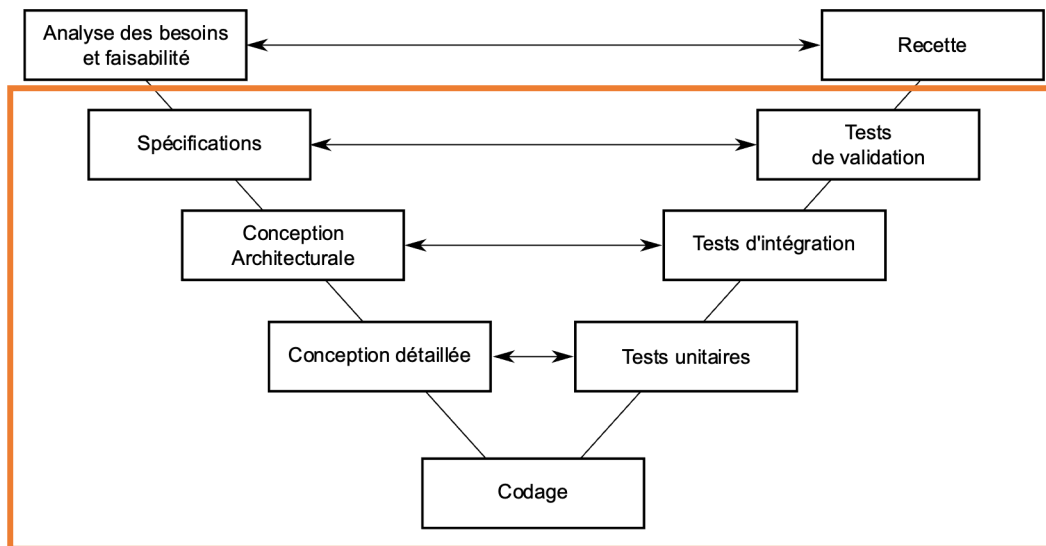 Analyse des besoins
et faisabilité
Recette
Spécifications
Tests
de validation
Conception
Architecturale
Tests d'intégration
Conception détaillée
Tests unitaires
Codage